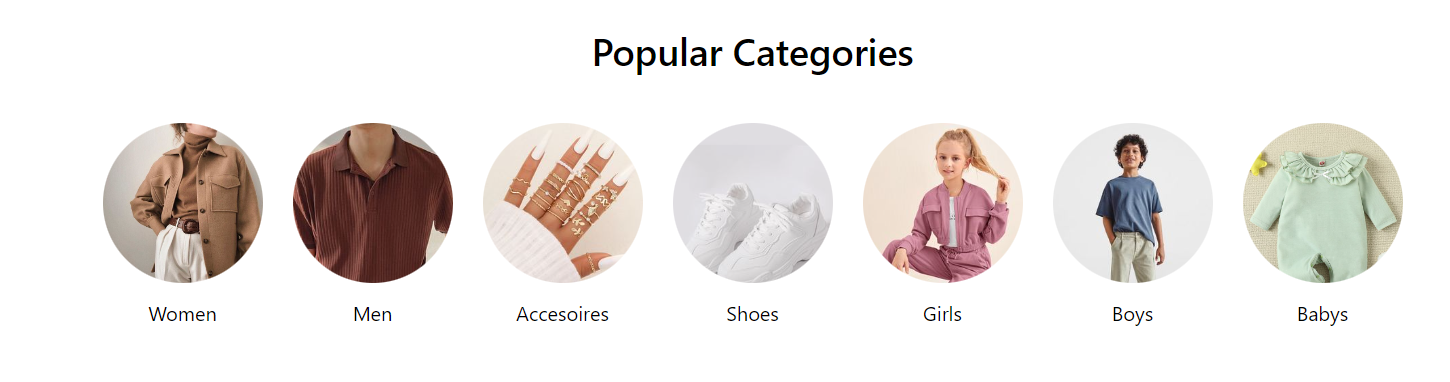 Popular Categories
Women
Men
Accesoires
Shoes
Girls
Boys
Babys